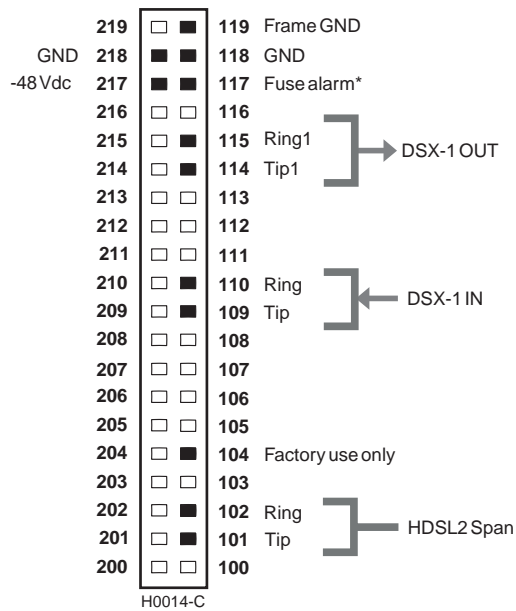 219 119 Frame GND
GND 218 118 GND
-48 Vdc 217 117 Fuse alarm*
216 116
215 115 Ring1
DSX-1 OUT
214 114 Tip1
213 113
212 112
211 111
210 110 Ring
DSX-1 IN
209 109 Tip
208 108
207 107
206 106
205 105
204 104 Factory use only
203 103
202 102 Ring
HDSL2 Span
201 101 Tip
200 100
H0014-C